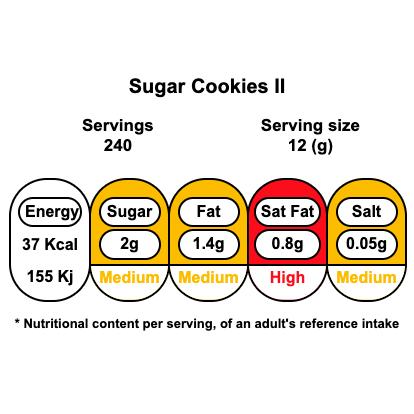 Sugar Cookies II
Servings
240
Serving size
12 (g)
Energy
37 Kcal
155 Kj
Sugar
2g
Medium
Fat
1.4g
Medium
Sat Fat
0.8g
High
Salt
0.05g
Medium
* Nutritional content per serving, of an adult's reference intake